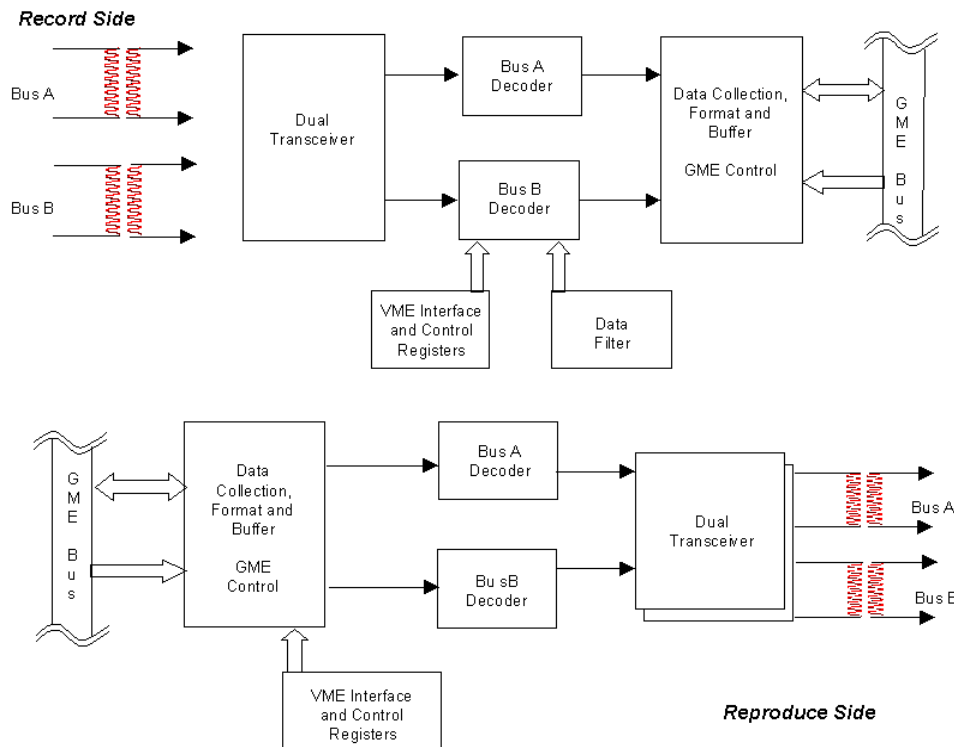 Record Side
Bus A
Bus B
Dual
Transceiver
Bus A
Decoder
Bus B
Decoder
Data Collection,
Format and
Buffer
GME Control
GME Bus
VME Interface
and Control
Registers
Data
Filter
GME Bus
Data
Collection,
Format and
Buffer
GME
Control
Bus A
Decoder
Bu sB
Decoder
Dual
Transceiver
Bus A
Bus B
VME Interface
and Control
Registers
Reproduce Side